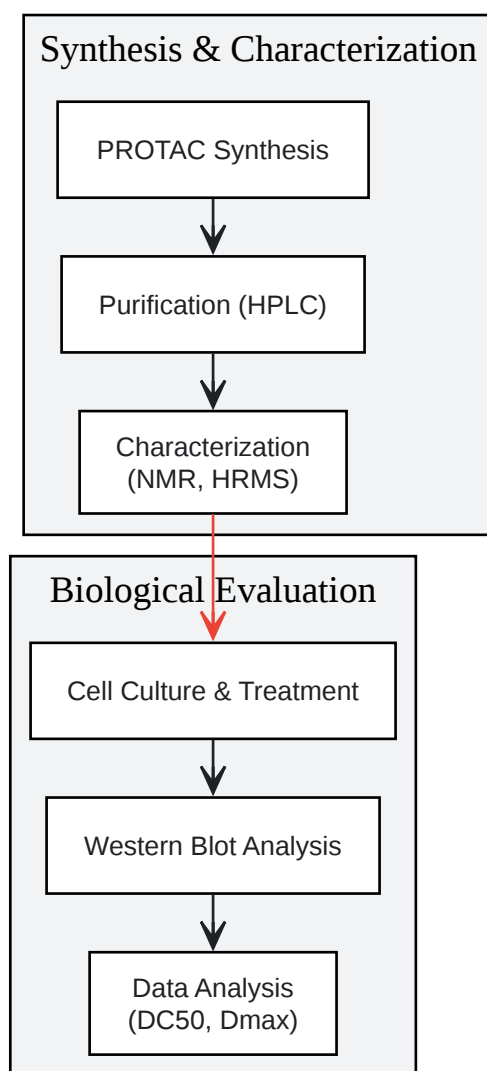 Synthesis & Characterization
PROTAC Synthesis
Purification (HPLC)
Characterization
(NMR, HRMS)
Biological Evaluation
Cell Culture & Treatment
Western Blot Analysis
Data Analysis
(DC50, Dmax)